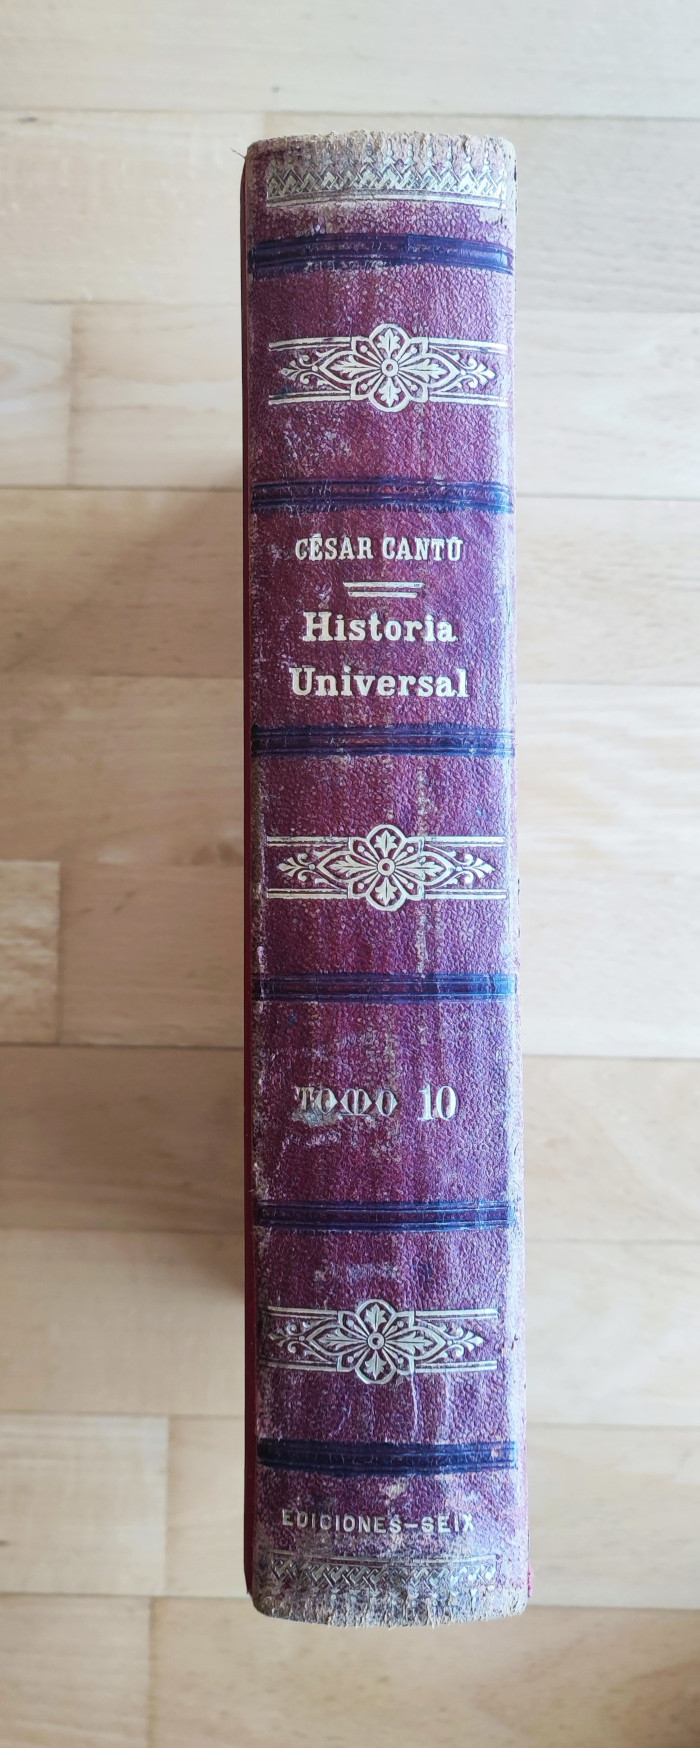 CÉSAR CANTÚ
Historia
Universal
TOMO 10
EDICIONES-SEIX